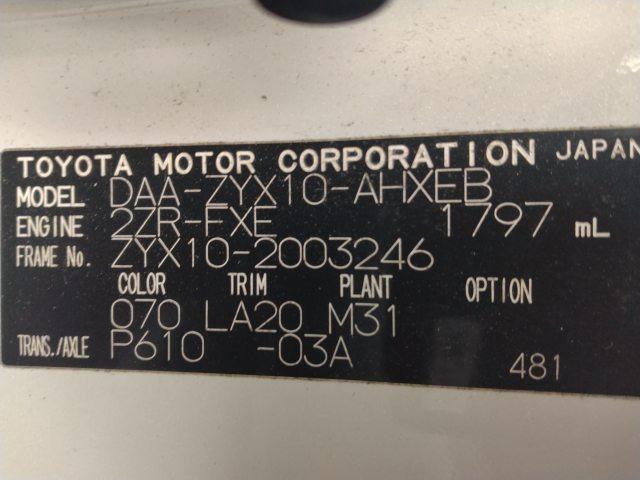 TOYOTA MOTOR CORPORATION JAPAN
MODEL DAA-ZYX10-AHXEB
ENGINE 2ZR-FXE 1797 mL
FRAME No. ZYX10-2003246
COLOR TRIM PLANT OPTION
070 LA20 M31
TRANS./AXLE P610 -03A
481